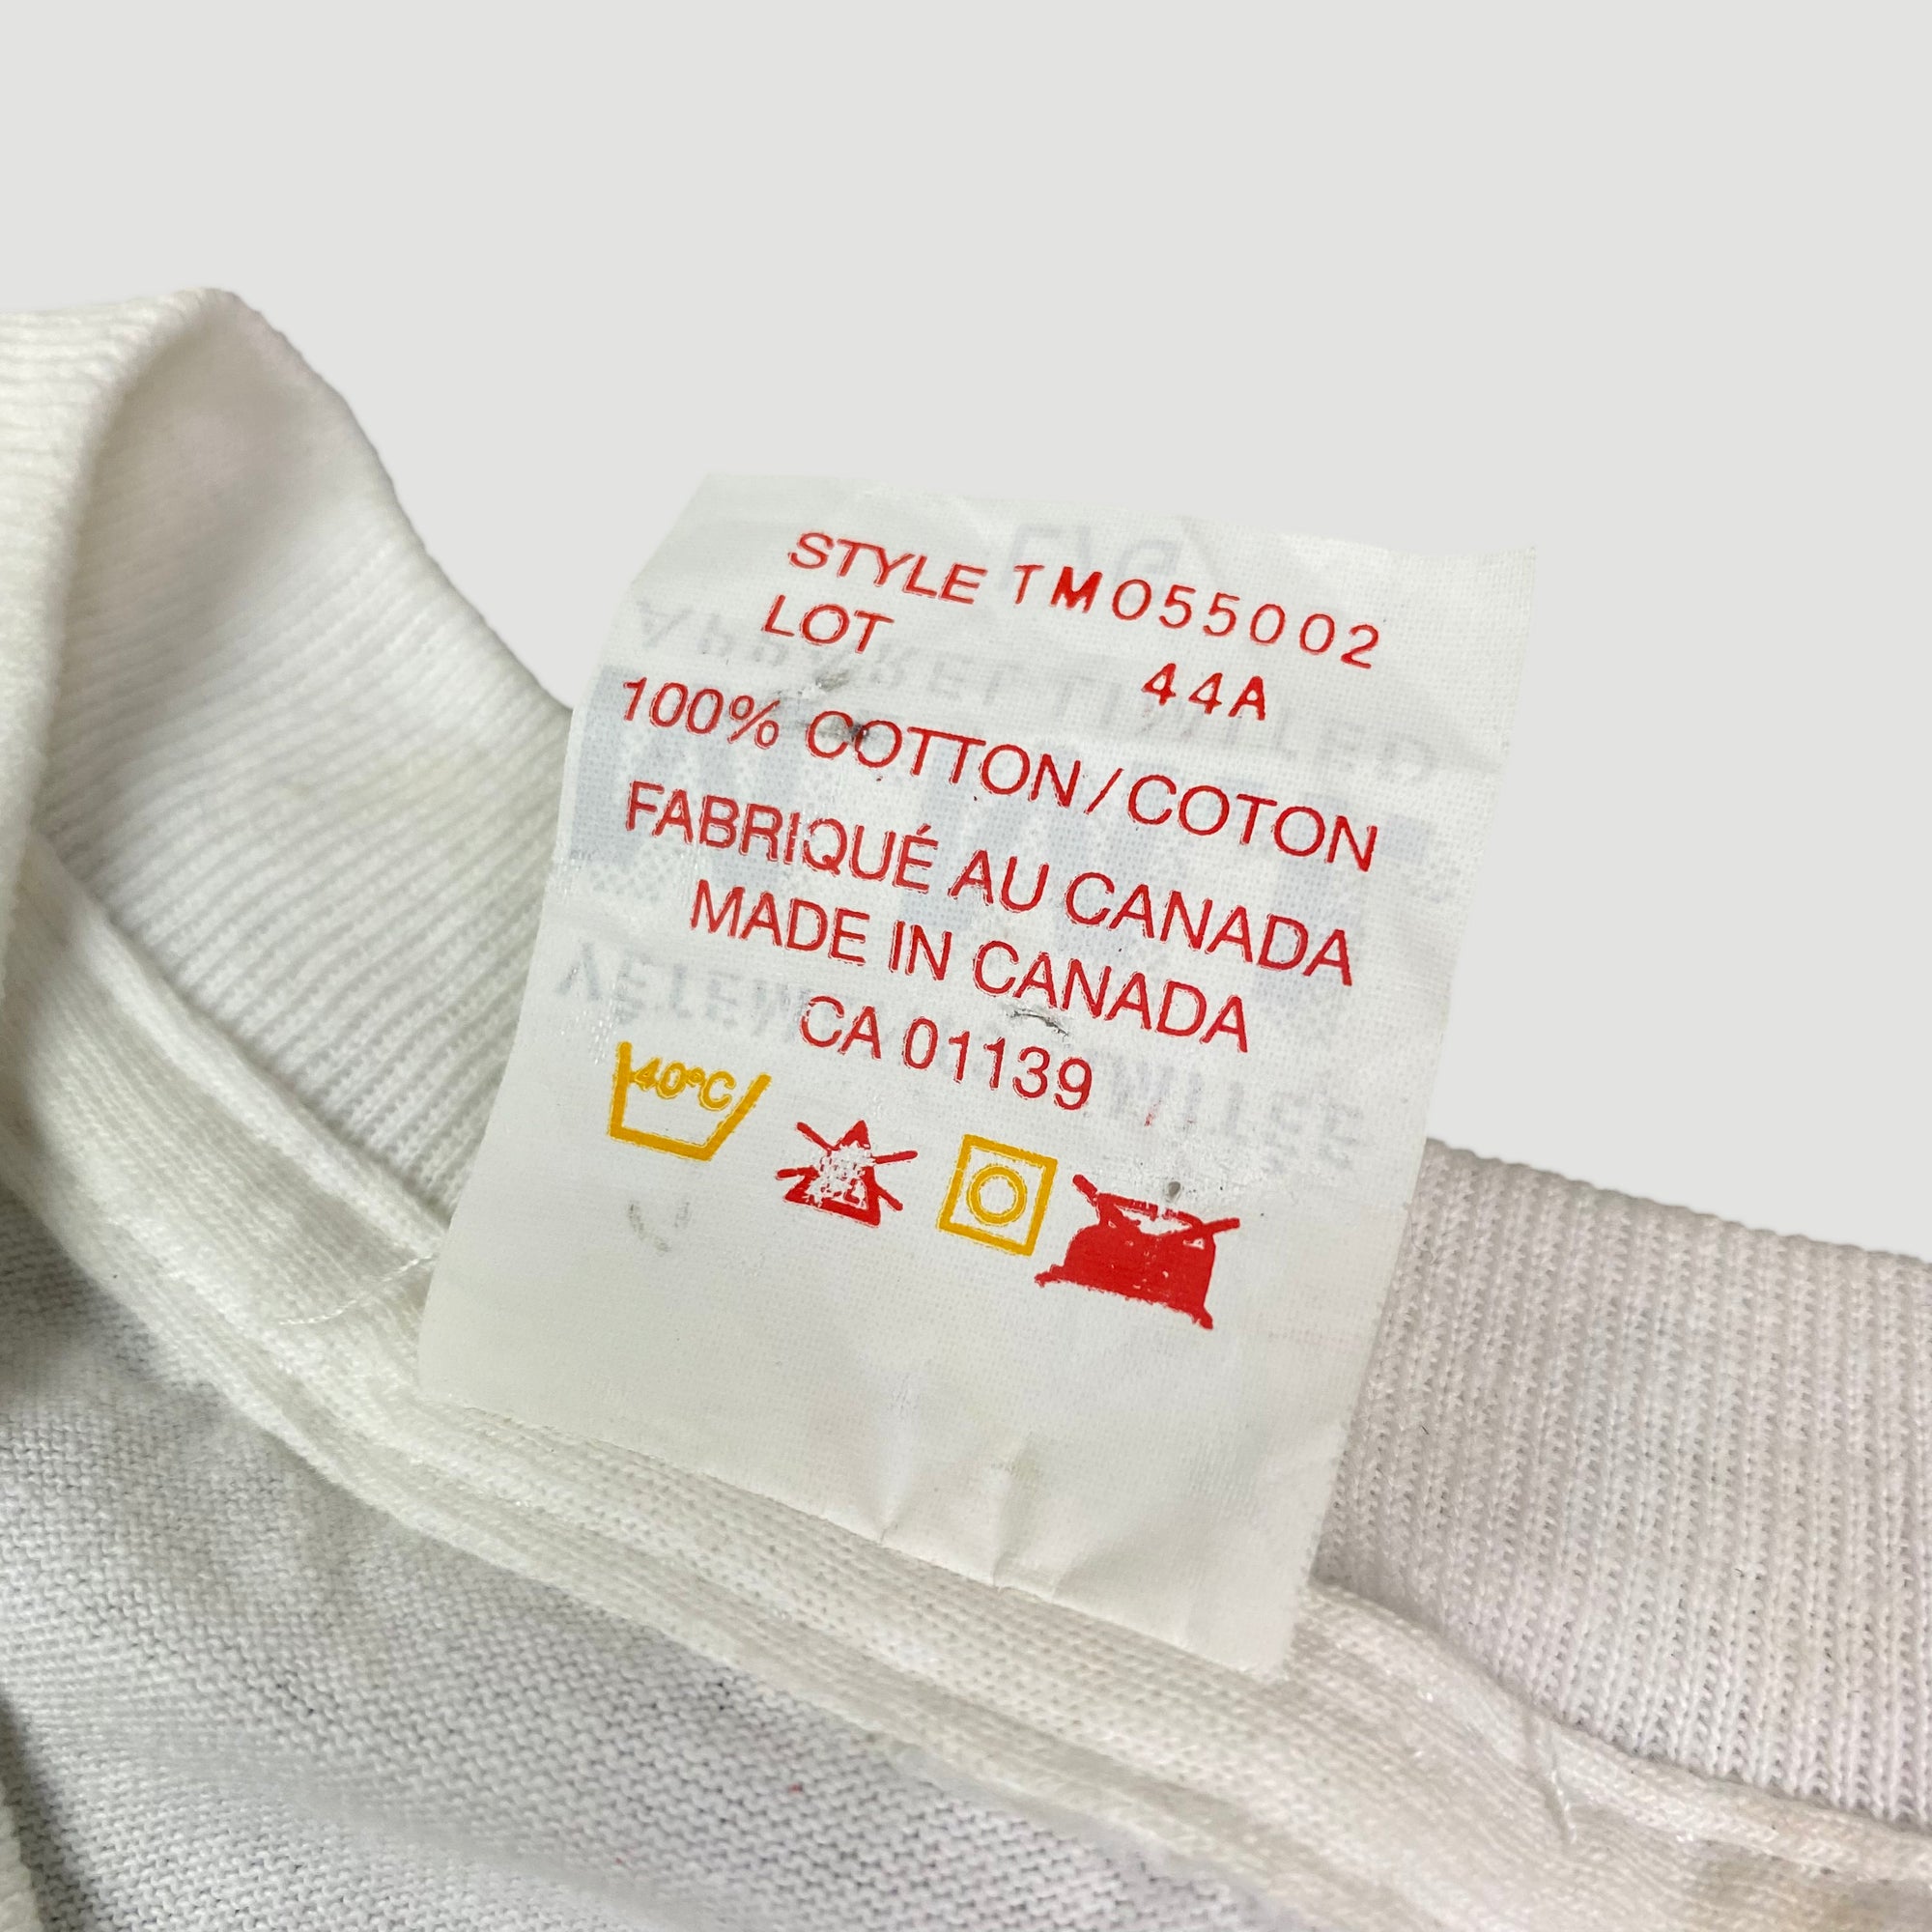 STYLE TM055002
LOT 44A
100% COTTON/COTON
FABRIQUÉ AU CANADA
MADE IN CANADA
CA 01139
40°C